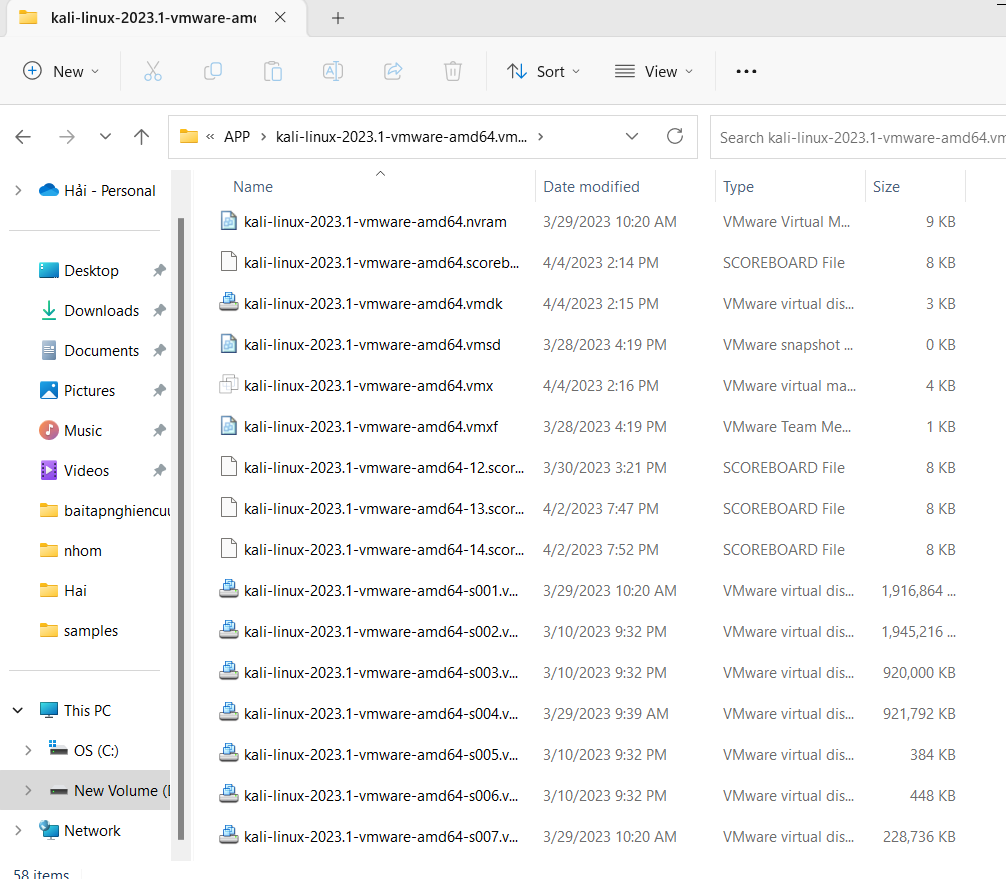 kali-linux-2023.1-vmware-amd
New
Sort
View
« APP > kali-linux-2023.1-vmware-amd64.vm... >
Search kali-linux-2023.1-vmware-amd64.vm
Hải - Personal
Desktop
Downloads
Documents
Pictures
Music
Videos
baitapnghiencuu
nhom
Hai
samples
This PC
OS (C:)
New Volume (D
Network
Name Date modified Type Size
kali-linux-2023.1-vmware-amd64.nvram 3/29/2023 10:20 AM VMware Virtual M... 9 KB
kali-linux-2023.1-vmware-amd64.scoreb... 4/4/2023 2:14 PM SCOREBOARD File 8 KB
kali-linux-2023.1-vmware-amd64.vmdk 4/4/2023 2:15 PM VMware virtual dis... 3 KB
kali-linux-2023.1-vmware-amd64.vmsd 3/28/2023 4:19 PM VMware snapshot ... 0 KB
kali-linux-2023.1-vmware-amd64.vmx 4/4/2023 2:16 PM VMware virtual ma... 4 KB
kali-linux-2023.1-vmware-amd64.vmxf 3/28/2023 4:19 PM VMware Team Me... 1 KB
kali-linux-2023.1-vmware-amd64-12.scor... 3/30/2023 3:21 PM SCOREBOARD File 8 KB
kali-linux-2023.1-vmware-amd64-13.scor... 4/2/2023 7:47 PM SCOREBOARD File 8 KB
kali-linux-2023.1-vmware-amd64-14.scor... 4/2/2023 7:52 PM SCOREBOARD File 8 KB
kali-linux-2023.1-vmware-amd64-s001.v... 3/29/2023 10:20 AM VMware virtual dis... 1,916,864 ...
kali-linux-2023.1-vmware-amd64-s002.v... 3/10/2023 9:32 PM VMware virtual dis... 1,945,216 ...
kali-linux-2023.1-vmware-amd64-s003.v... 3/10/2023 9:32 PM VMware virtual dis... 920,000 KB
kali-linux-2023.1-vmware-amd64-s004.v... 3/29/2023 9:39 AM VMware virtual dis... 921,792 KB
kali-linux-2023.1-vmware-amd64-s005.v... 3/10/2023 9:32 PM VMware virtual dis... 384 KB
kali-linux-2023.1-vmware-amd64-s006.v... 3/10/2023 9:32 PM VMware virtual dis... 448 KB
kali-linux-2023.1-vmware-amd64-s007.v... 3/29/2023 10:20 AM VMware virtual dis... 228,736 KB
58 items